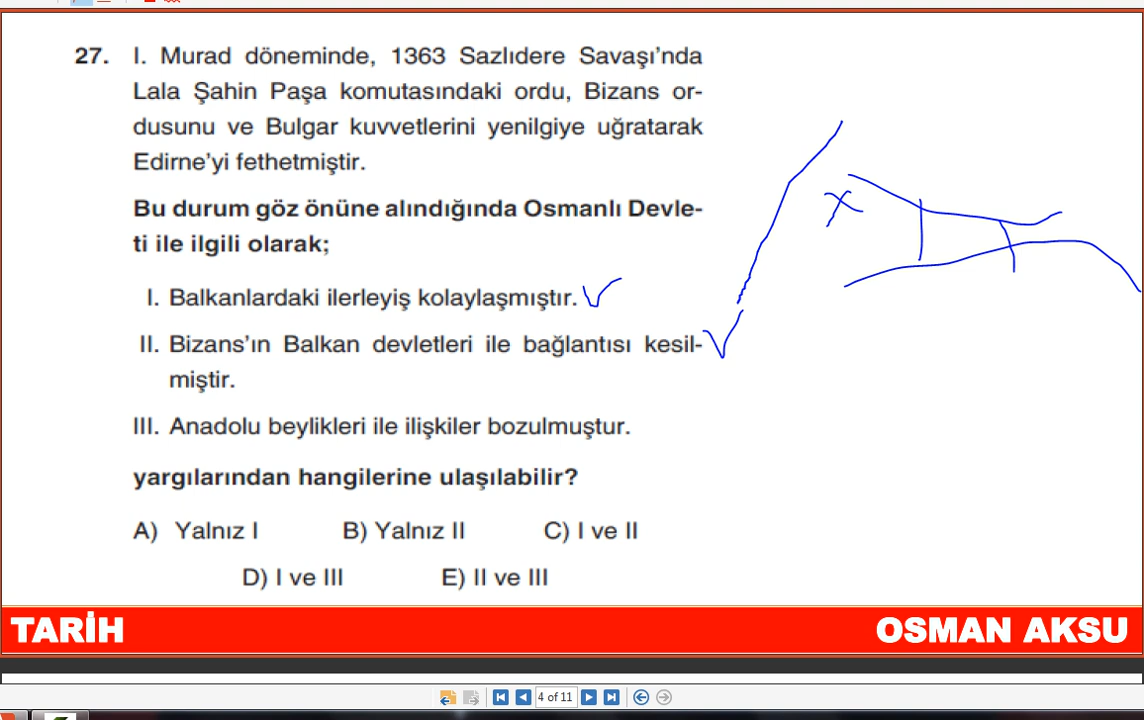 27. I. Murad döneminde, 1363 Sazlıdere Savaşı'nda
Lala Şahin Paşa komutasındaki ordu, Bizans or-
dusunu ve Bulgar kuvvetlerini yenilgiye uğratarak
Edirne'yi fethetmiştir.
Bu durum göz önüne alındığında Osmanlı Devle-
ti ile ilgili olarak;
I. Balkanlardaki ilerleyiş kolaylaşmıştır.
II. Bizans'ın Balkan devletleri ile bağlantısı kesil-
miştir.
III. Anadolu beylikleri ile ilişkiler bozulmuştur.
yargılarından hangilerine ulaşılabilir?
A) Yalnız I B) Yalnız II C) I ve II
D) I ve III E) II ve III
TARİH OSMAN AKSU
4 of 11